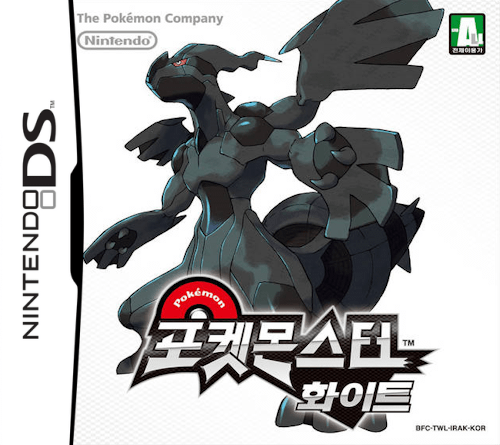 The Pokémon Company
Nintendo
A
전체이용가
NINTENDO DS™
Pokémon
포켓몬스터™
화이트
BFC-TWL-IRAK-KOR